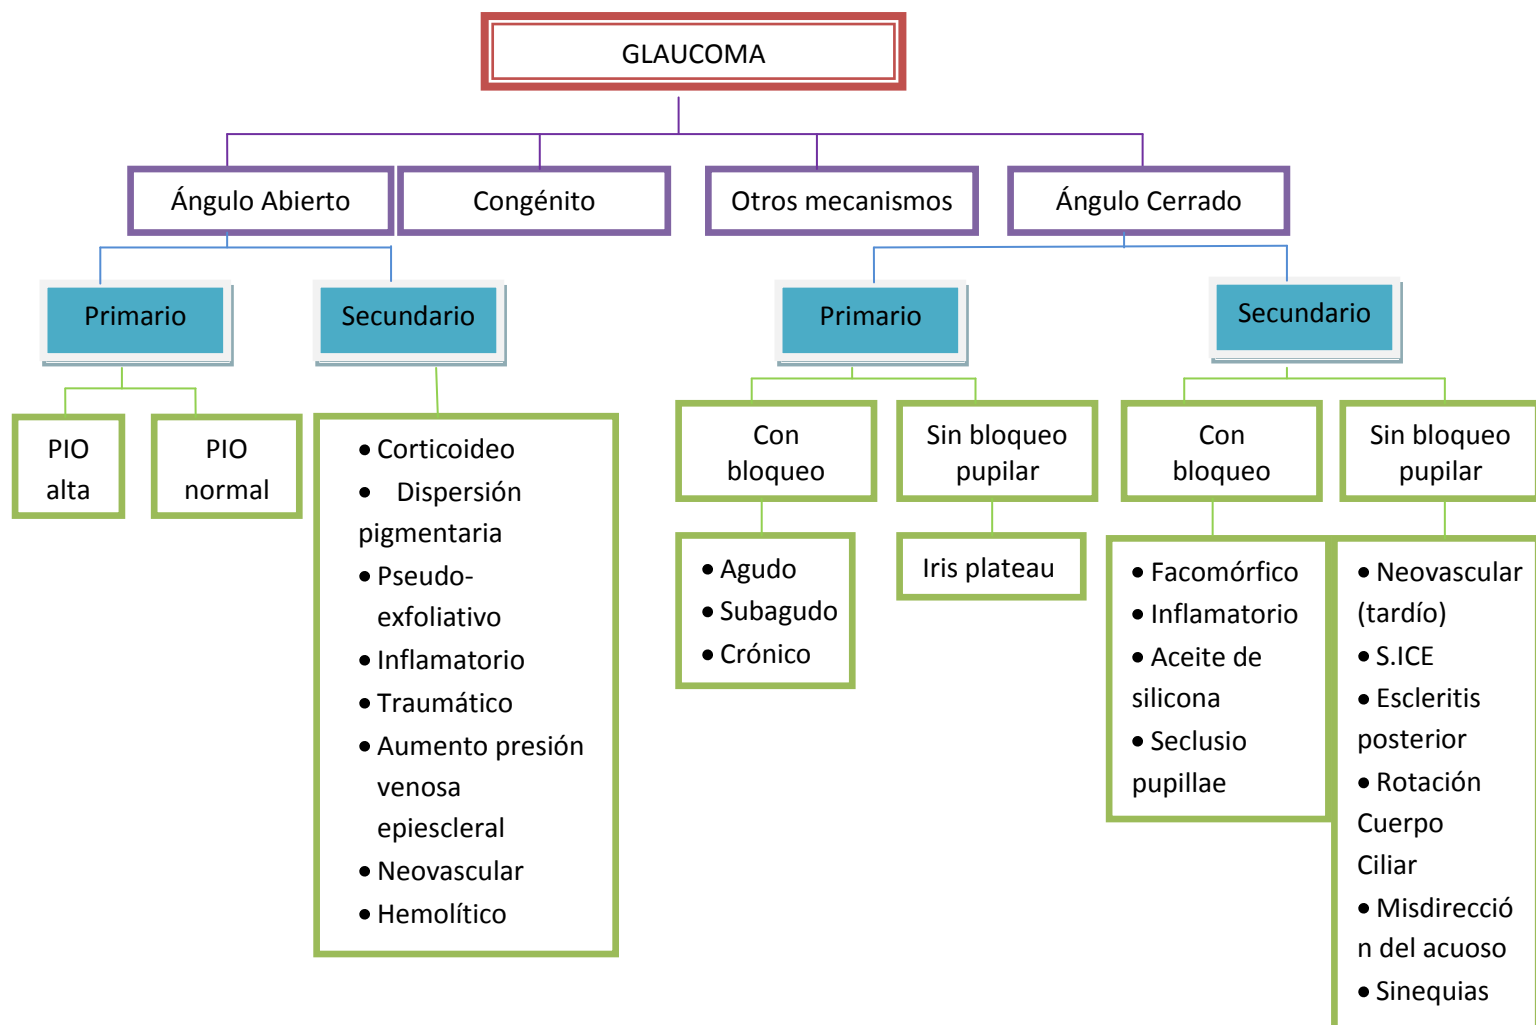 GLAUCOMA
Ángulo Abierto
Congénito
Otros mecanismos
Ángulo Cerrado
Primario
Secundario
Primario
Secundario
PIO
alta
PIO
normal
• Corticoideo
• Dispersión
pigmentaria
• Pseudo-
exfoliativo
• Inflamatorio
• Traumático
• Aumento presión
venosa
epiescleral
• Neovascular
• Hemolítico
Con
bloqueo
Sin bloqueo
pupilar
• Agudo
• Subagudo
• Crónico
Iris plateau
Con
bloqueo
Sin bloqueo
pupilar
• Facomórfico
• Inflamatorio
• Aceite de
silicona
• Seclusio
pupillae
• Neovascular
(tardío)
• S.ICE
• Escleritis
posterior
• Rotación
Cuerpo
Ciliar
• Misdirecció
n del acuoso
• Sinequias